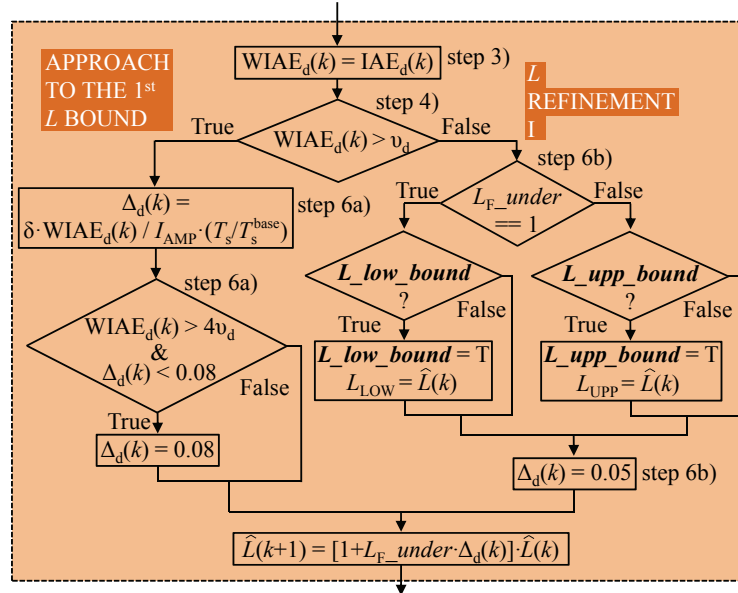 APPROACH
TO THE 1st
L BOUND
WIAE_d(k) = IAE_d(k)
step 3)
step 4)
L
REFINEMENT
I
WIAE_d(k) > υ_d
True
False
step 6b)
Δ_d(k) =
δ·WIAE_d(k) / I_AMP·(T_s/T_s^base)
step 6a)
L_F_under
== 1
True
False
step 6a)
WIAE_d(k) > 4υ_d
&
Δ_d(k) < 0.08
True
False
L_low_bound
?
True
False
L_upp_bound
?
True
False
L_low_bound = T
L_LOW = L̂(k)
L_upp_bound = T
L_UPP = L̂(k)
Δ_d(k) = 0.08
Δ_d(k) = 0.05
step 6b)
L̂(k+1) = [1+L_F_under·Δ_d(k)]·L̂(k)